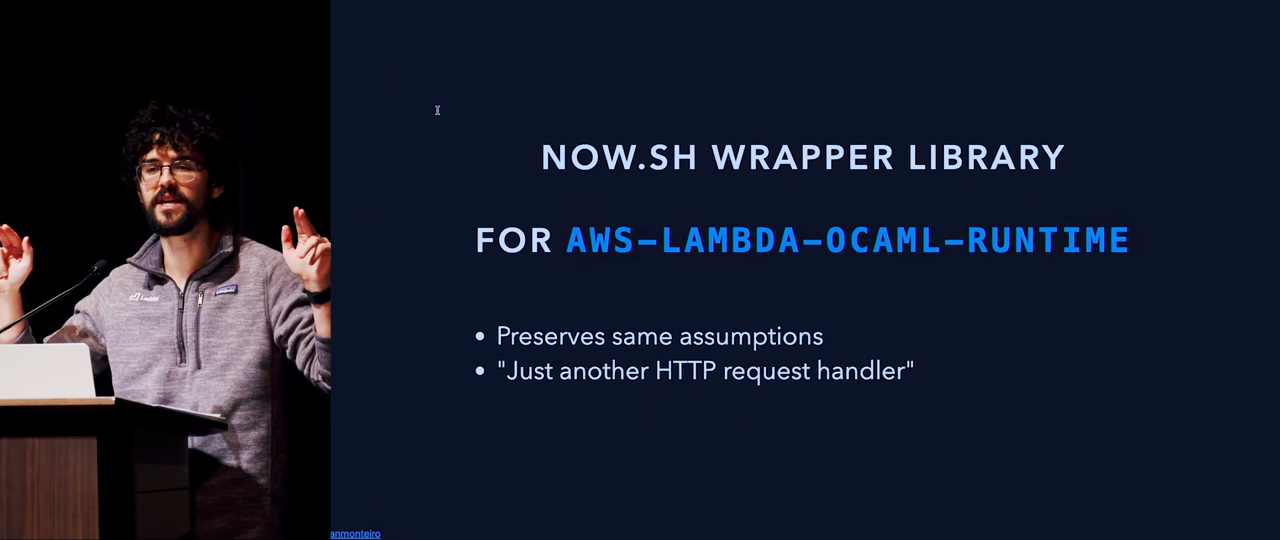 NOW.SH WRAPPER LIBRARY
FOR AWS-LAMBDA-OCAML-RUNTIME
• Preserves same assumptions
• "Just another HTTP request handler"
anmonteiro